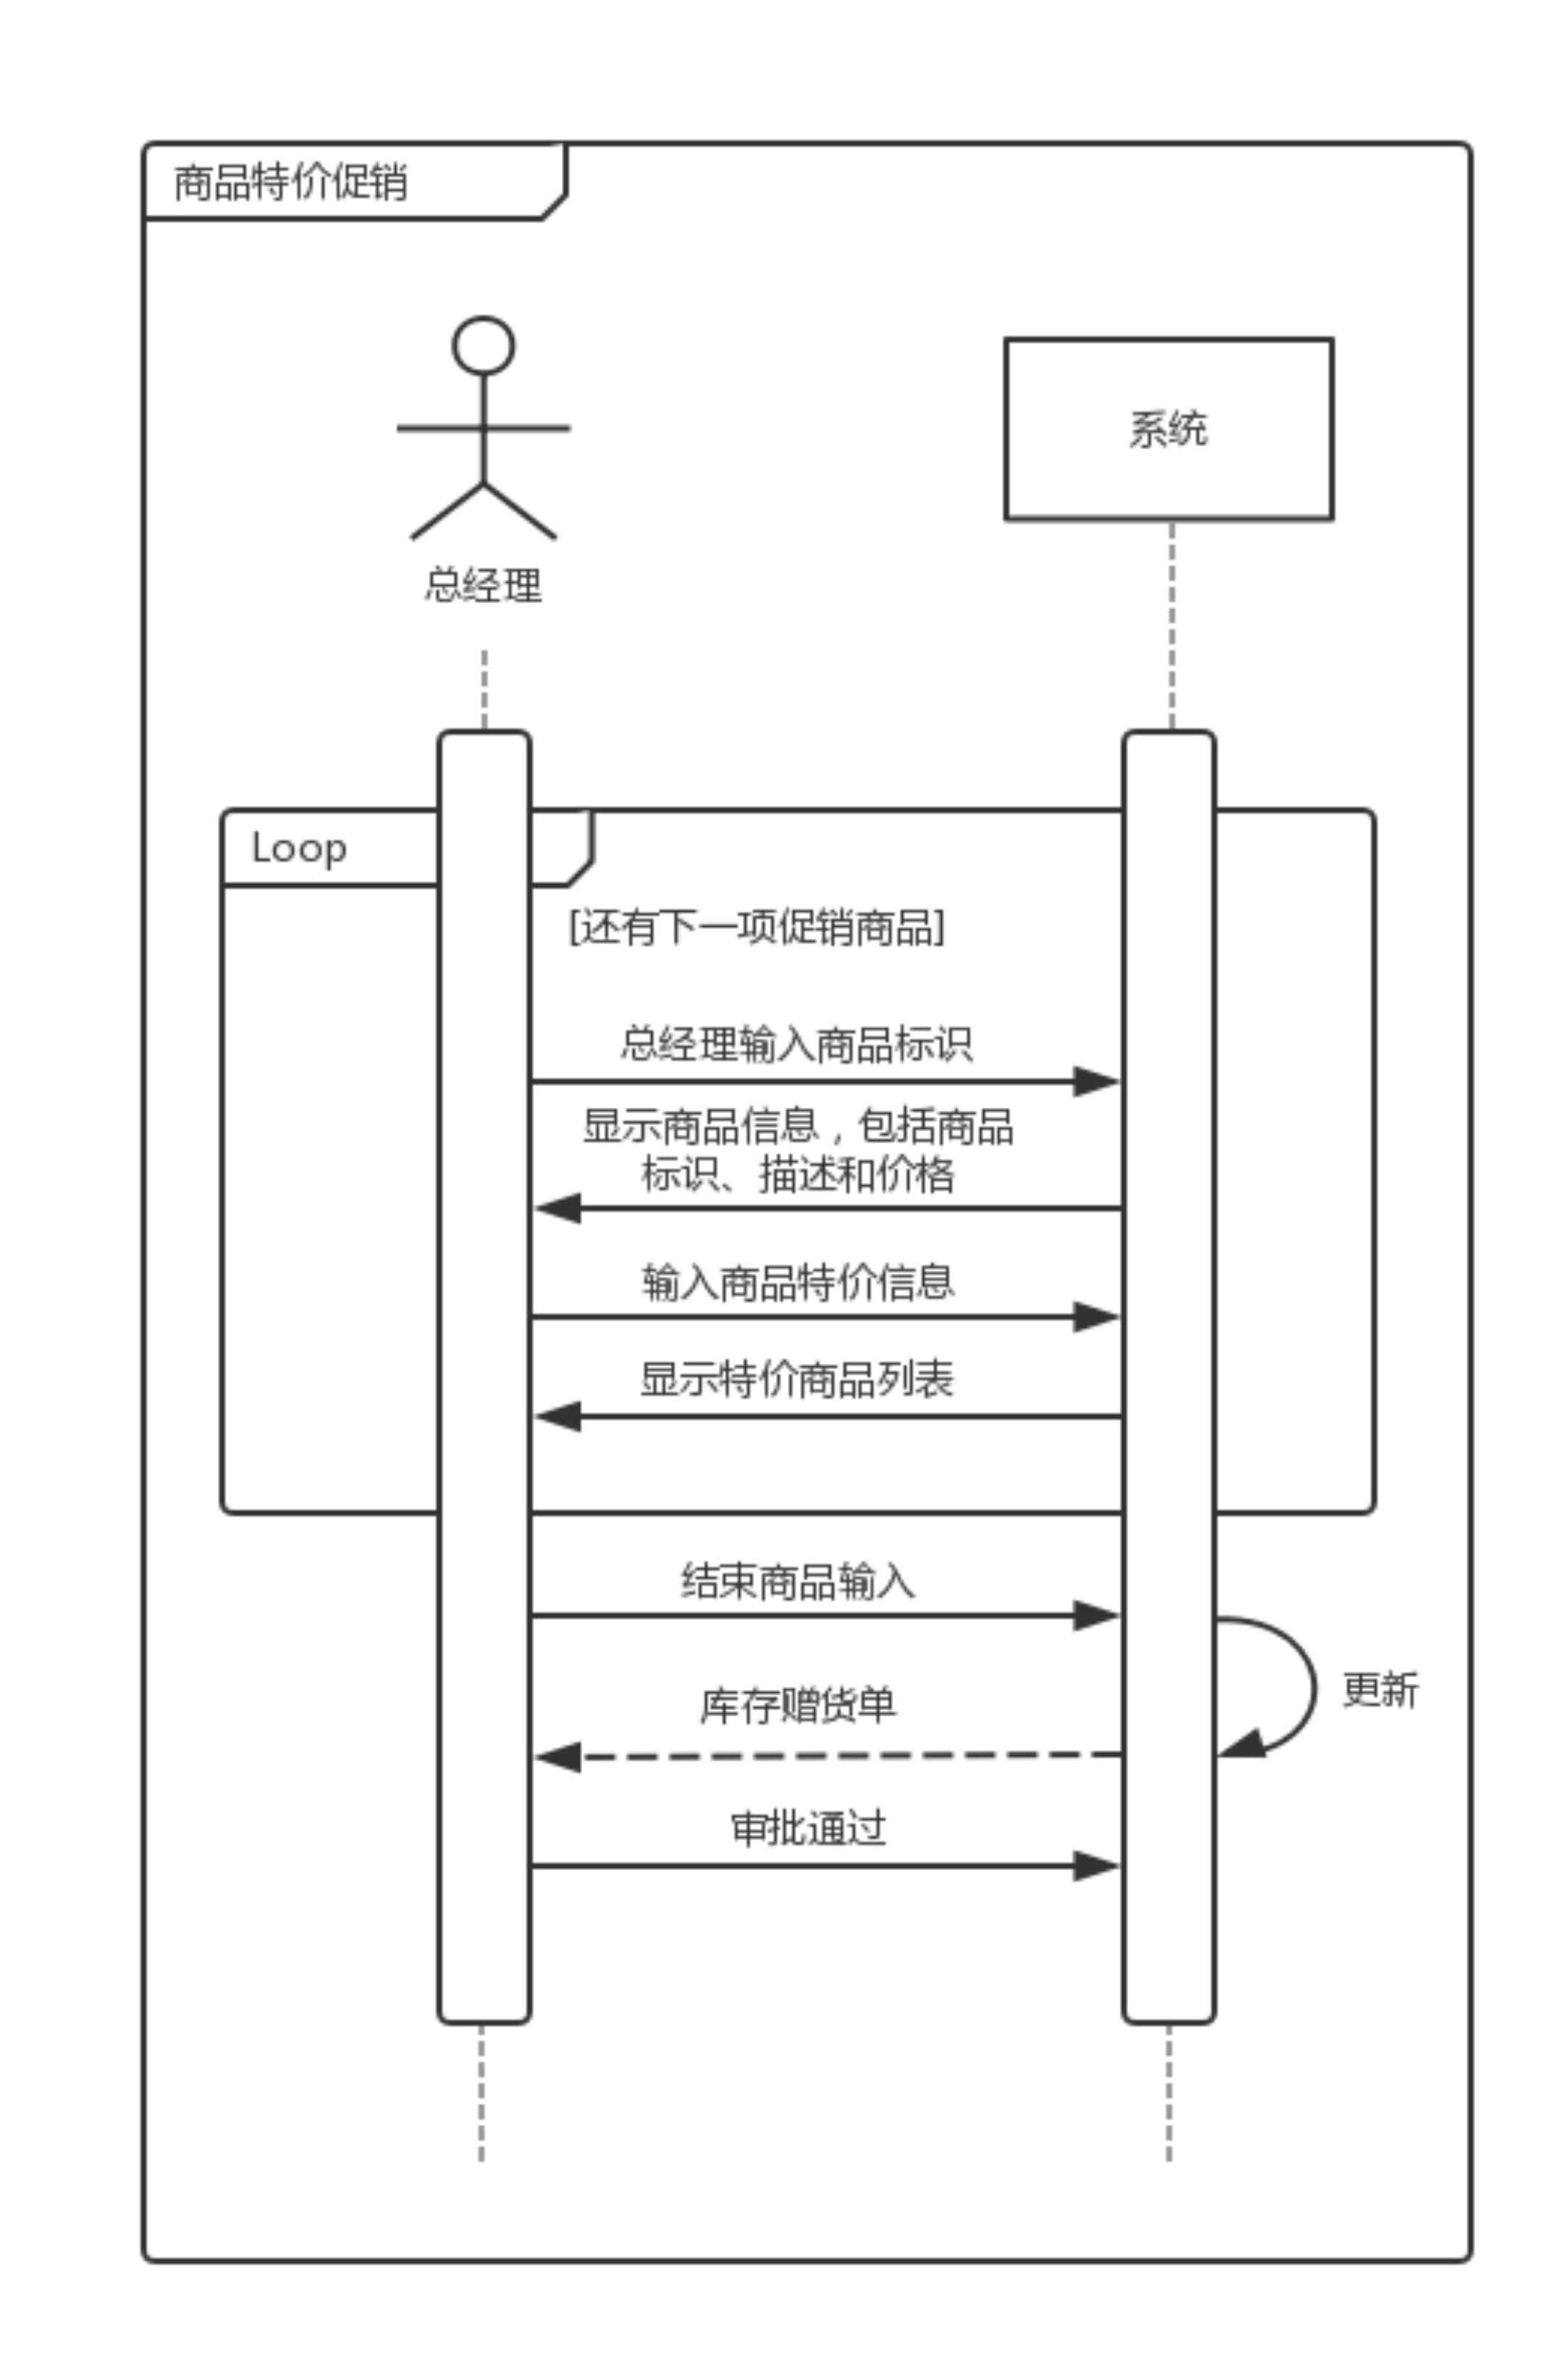 商品特价促销
系统
总经理
Loop
[还有下一项促销商品]
总经理输入商品标识
显示商品信息，包括商品
标识、描述和价格
输入商品特价信息
显示特价商品列表
结束商品输入
更新
库存赠货单
审批通过